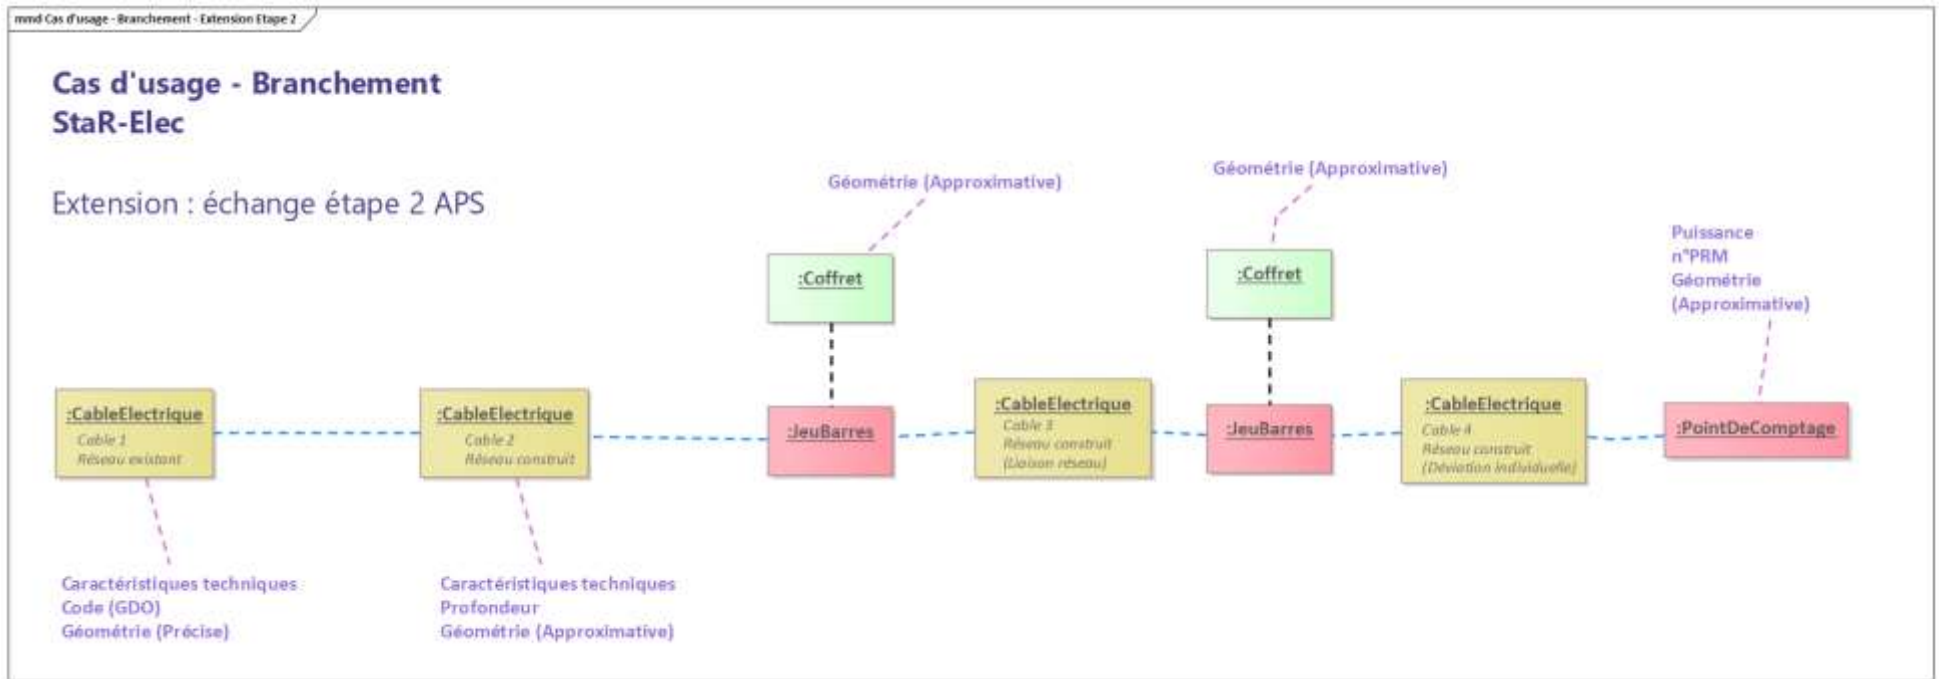 mmd Cas d'usage - Branchement - Extension Etape 2
Cas d'usage - Branchement
StaR-Elec
Extension : échange étape 2 APS
Géométrie (Approximative)
Géométrie (Approximative)
Puissance
n°PRM
Géométrie
(Approximative)
:Coffret
:Coffret
:CableElectrique
Cable 1
Réseau existant
:CableElectrique
Cable 2
Réseau construit
:JeuBarres
:CableElectrique
Cable 3
Réseau construit
(Liaison réseau)
:JeuBarres
:CableElectrique
Cable 4
Réseau construit
(Déviation individuelle)
:PointDeComptage
Caractéristiques techniques
Code (GDO)
Géométrie (Précise)
Caractéristiques techniques
Profondeur
Géométrie (Approximative)